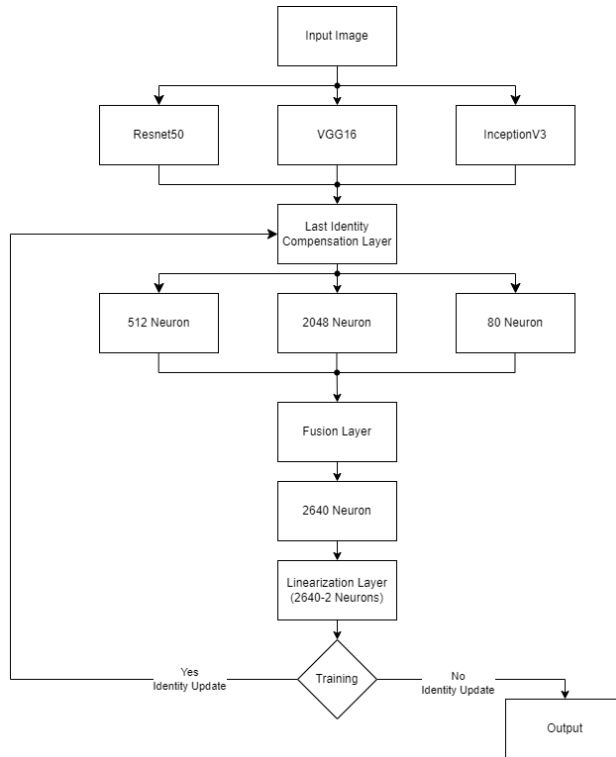 Input Image
Resnet50
VGG16
InceptionV3
Last Identity
Compensation Layer
512 Neuron
2048 Neuron
80 Neuron
Fusion Layer
2640 Neuron
Linearization Layer
(2640-2 Neurons)
Training
Yes
Identity Update
No
Identity Update
Output